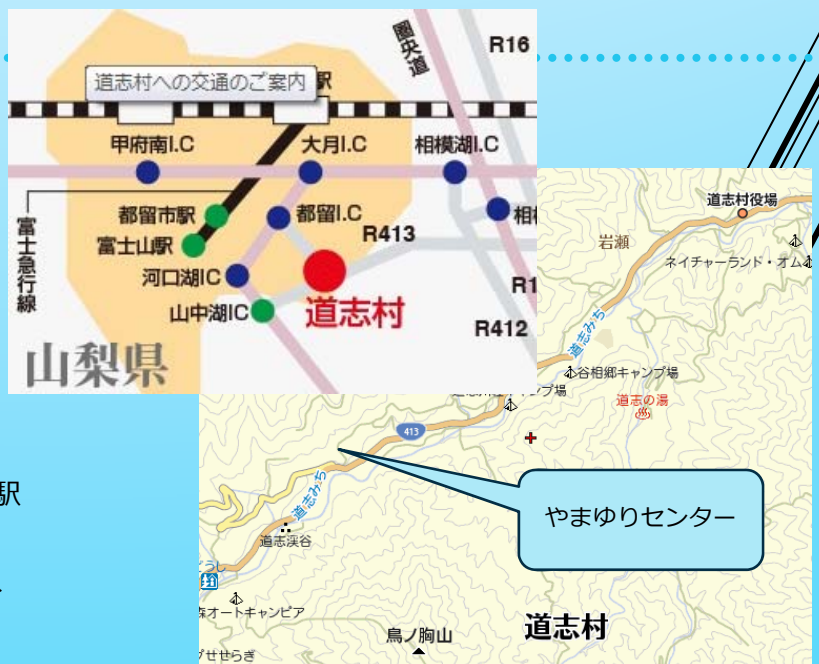 圏央道
R16
道志村への交通のご案内
駅
甲府南I.C
大月I.C
相模湖I.C
都留市駅
都留I.C
富士山駅
R413
富士急行線
河口湖IC
山中湖IC
道志村
R412
山梨県
道志村役場
岩瀬
ネイチャーランド・オム
道志みち
谷相郷キャンプ場
道志の湯
413
駅
やまゆりセンター
道志みち
道志渓谷
森オートキャンピア
鳥ノ胸山
道志村
せせらぎ